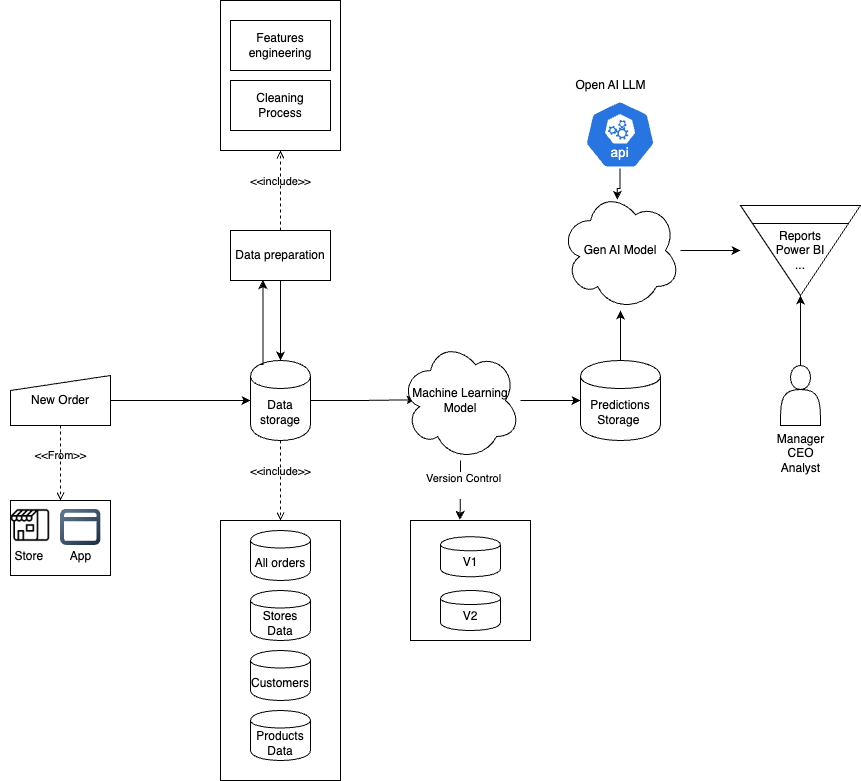 Features
engineering
Cleaning
Process
<<include>>
Data preparation
Open AI LLM
api
Gen AI Model
Reports
Power BI
...
New Order
Data
storage
Machine Learning
Model
Predictions
Storage
Manager
CEO
Analyst
<<From>>
<<include>>
Version Control
Store
App
All orders
Stores
Data
Customers
Products
Data
V1
V2